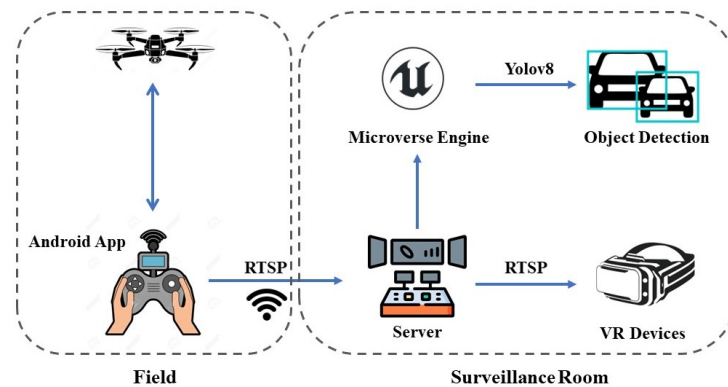 Yolov8
Microverse Engine
Object Detection
Android App
RTSP
RTSP
Server
VR Devices
Field
Surveillance Room